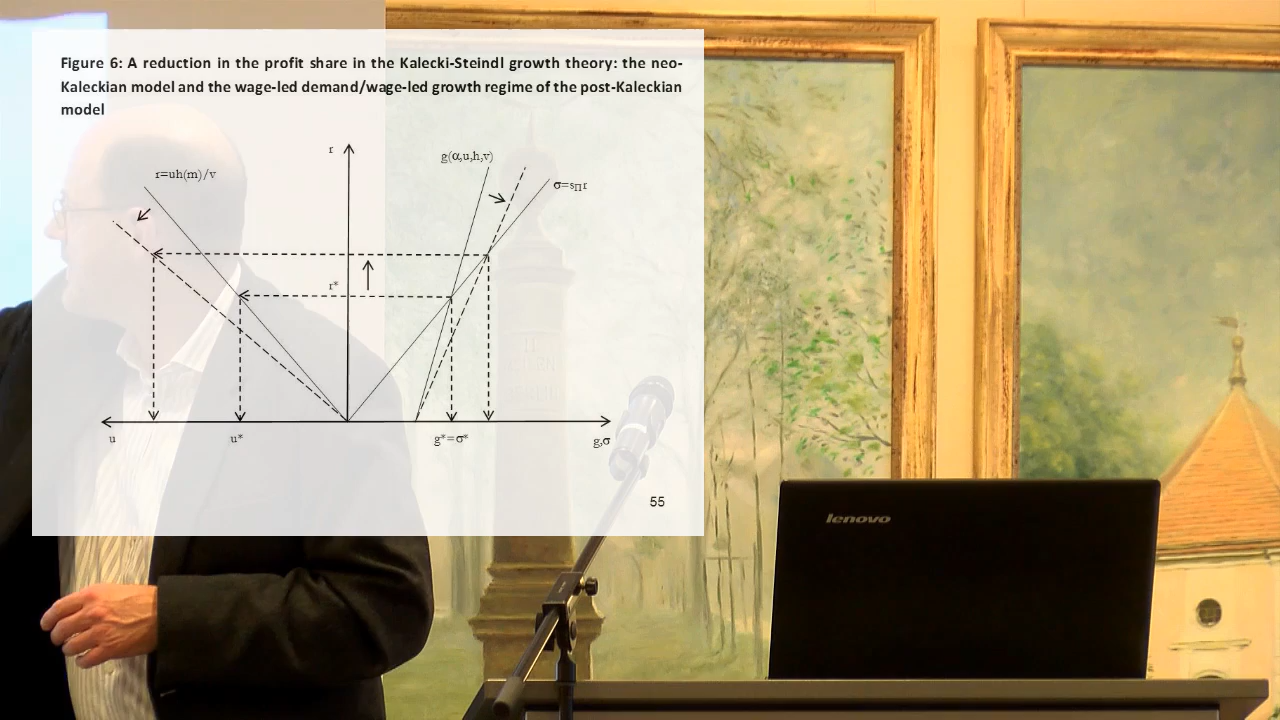 Figure 6: A reduction in the profit share in the Kalecki-Steindl growth theory: the neo-
Kaleckian model and the wage-led demand/wage-led growth regime of the post-Kaleckian
model
r
g(α,u,h,v)
r=uh(m)/v
σ=sΠr
r*
u
u*
g*=σ*
g,σ
55
lenovo